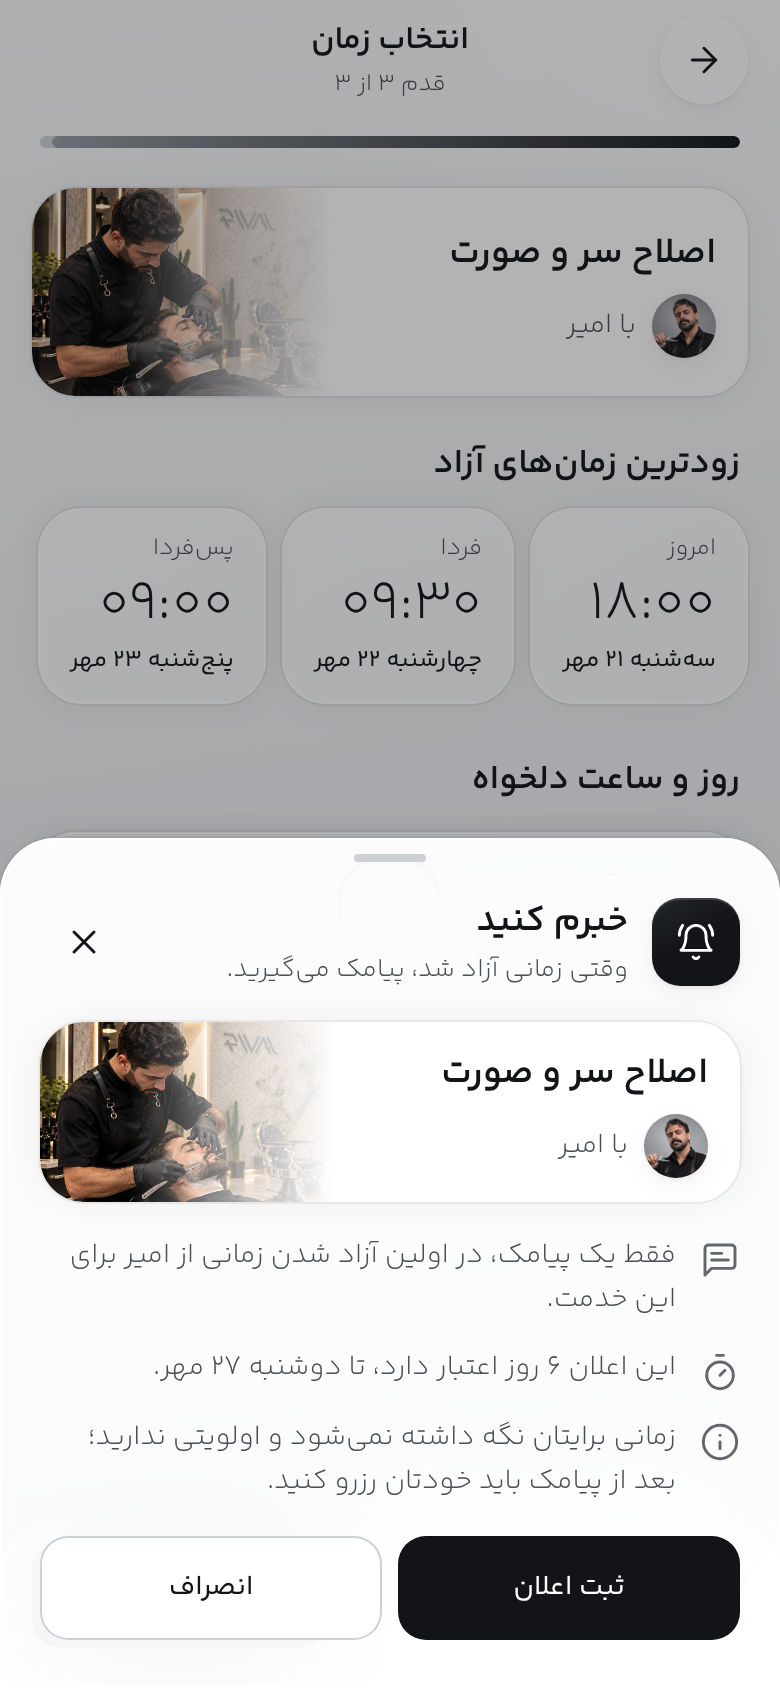 انتخاب زمان
قدم ۳ از ۳
اصلاح سر و صورت
با امیر
زودترین زمان‌های آزاد
امروز
۱۸:۰۰
سه‌شنبه ۲۱ مهر
فردا
۰۹:۳۰
چهارشنبه ۲۲ مهر
پس‌فردا
۰۹:۰۰
پنج‌شنبه ۲۳ مهر
روز و ساعت دلخواه
خبرم کنید
وقتی زمانی آزاد شد، پیامک می‌گیرید.
اصلاح سر و صورت
با امیر
فقط یک پیامک، در اولین آزاد شدن زمانی از امیر برای
این خدمت.
این اعلان ۶ روز اعتبار دارد، تا دوشنبه ۲۷ مهر.
زمانی برایتان نگه داشته نمی‌شود و اولویتی ندارید؛
بعد از پیامک باید خودتان رزرو کنید.
ثبت اعلان
انصراف